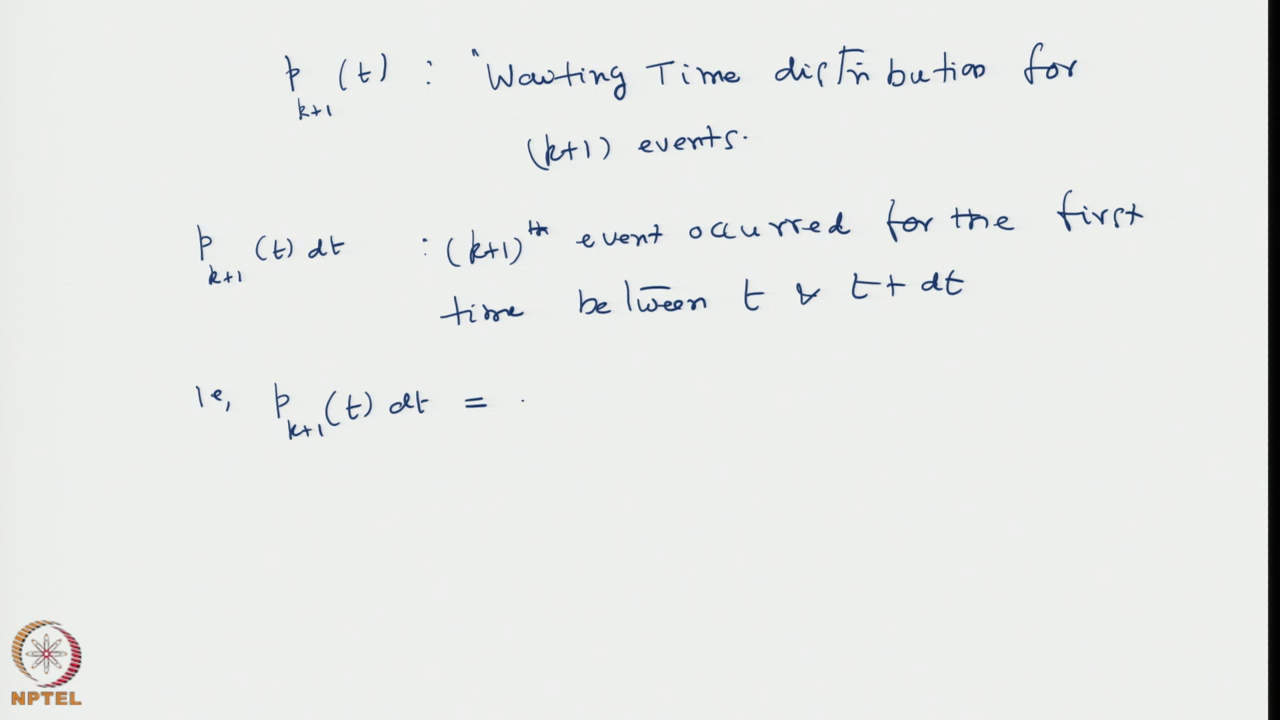 p_{k+1}(t) : "Waiting Time distribution for
(k+1) events.
p_{k+1}(t) dt : (k+1)^{th} event occurred for the first
time between t & t + dt
ie, p_{k+1}(t) dt =
NPTEL